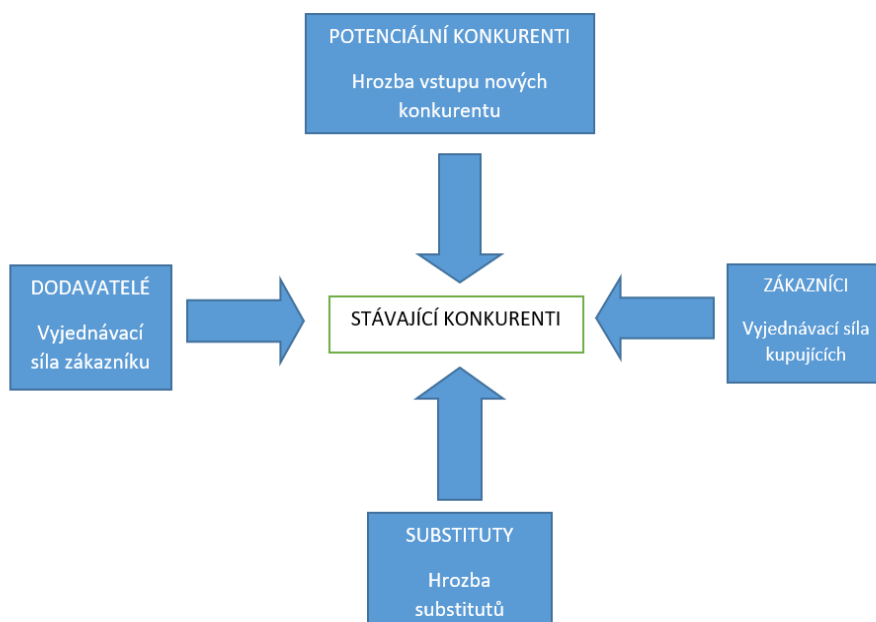 POTENCIÁLNÍ KONKURENTI
Hrozba vstupu nových
konkurentu
DODAVATELÉ
Vyjednávací
síla zákazníku
STÁVAJÍCÍ KONKURENTI
ZÁKAZNÍCI
Vyjednávací síla
kupujících
SUBSTITUTY
Hrozba
substitutů